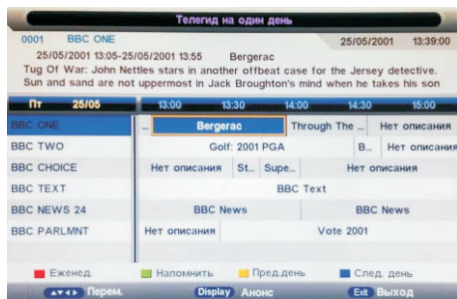 Телегид на один день
0001 BBC ONE 25/05/2001 13:39:00
25/05/2001 13:05-25/05/2001 13:55 Bergerac
Tug Of War: John Nettles stars in another offbeat case for the Jersey detective.
Sun and sand are not uppermost in Jack Broughton's mind when he takes his son
Пт 25/05 13:00 13:30 14:00 14:30 15:00
BBC ONE ... Bergerac Through The ... Нет описания
BBC TWO Golf: 2001 PGA B... Нет описания
BBC CHOICE Нет описания St... Supe... Нет описания
BBC TEXT BBC Text
BBC NEWS 24 BBC News BBC News
BBC PARLMNT Нет описания Vote 2001
Еженед. Напомнить Пред.день След. день
Перем. Display Анонс Exit Выход